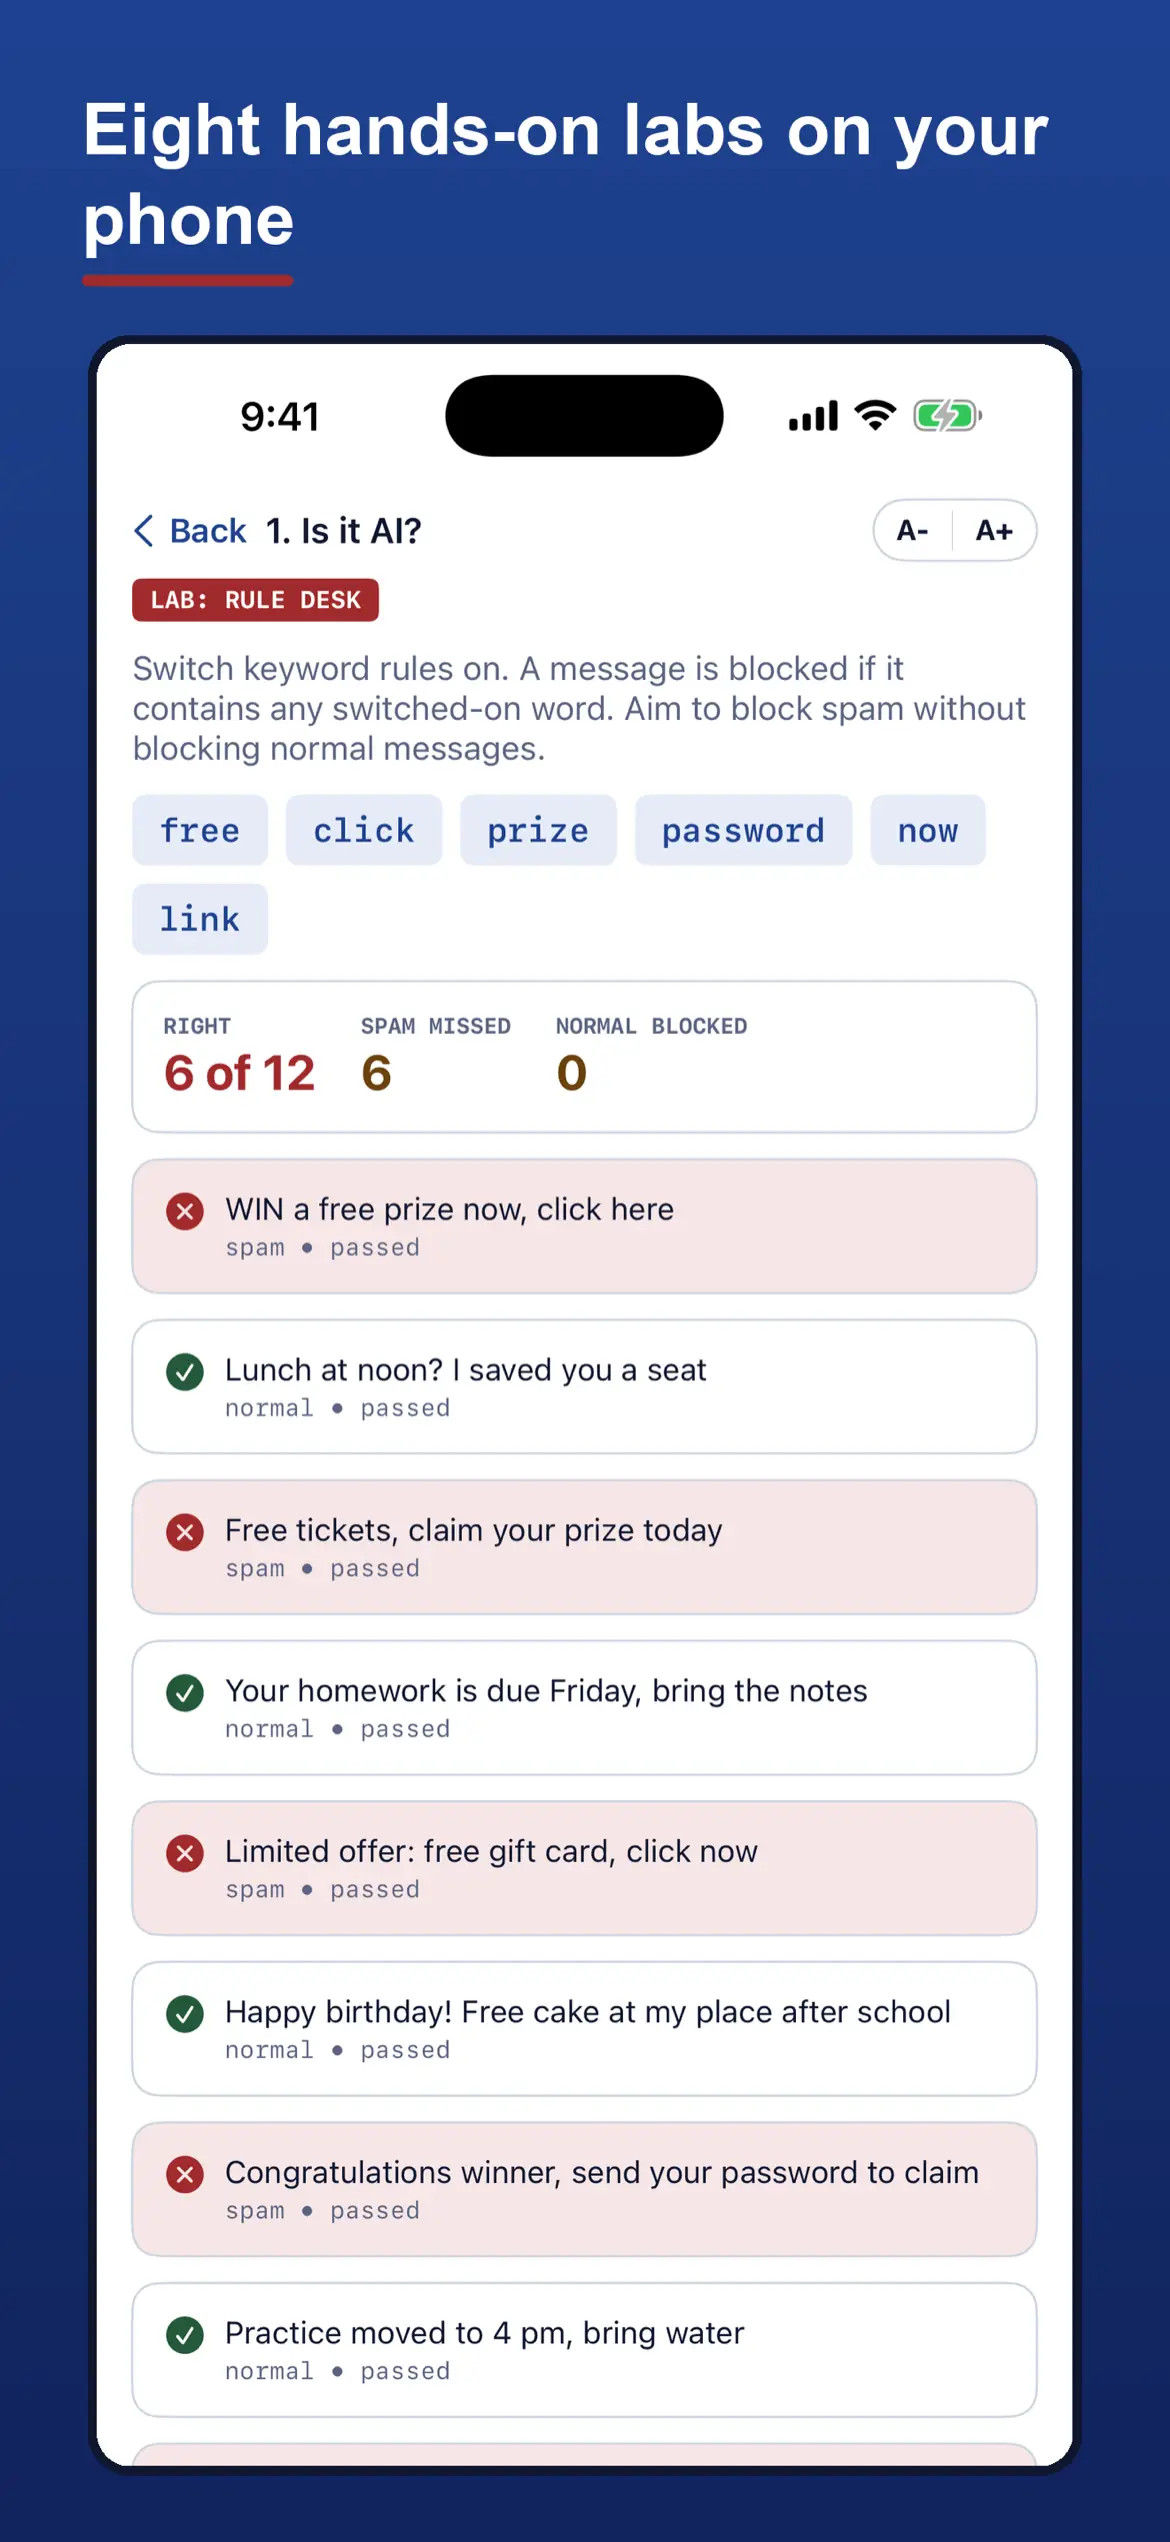 Eight hands-on labs on your
phone
9:41
Back 1. Is it AI? A- A+
LAB: RULE DESK
Switch keyword rules on. A message is blocked if it
contains any switched-on word. Aim to block spam without
blocking normal messages.
free click prize password now
link
RIGHT SPAM MISSED NORMAL BLOCKED
6 of 12 6 0
WIN a free prize now, click here
spam • passed
Lunch at noon? I saved you a seat
normal • passed
Free tickets, claim your prize today
spam • passed
Your homework is due Friday, bring the notes
normal • passed
Limited offer: free gift card, click now
spam • passed
Happy birthday! Free cake at my place after school
normal • passed
Congratulations winner, send your password to claim
spam • passed
Practice moved to 4 pm, bring water
normal • passed